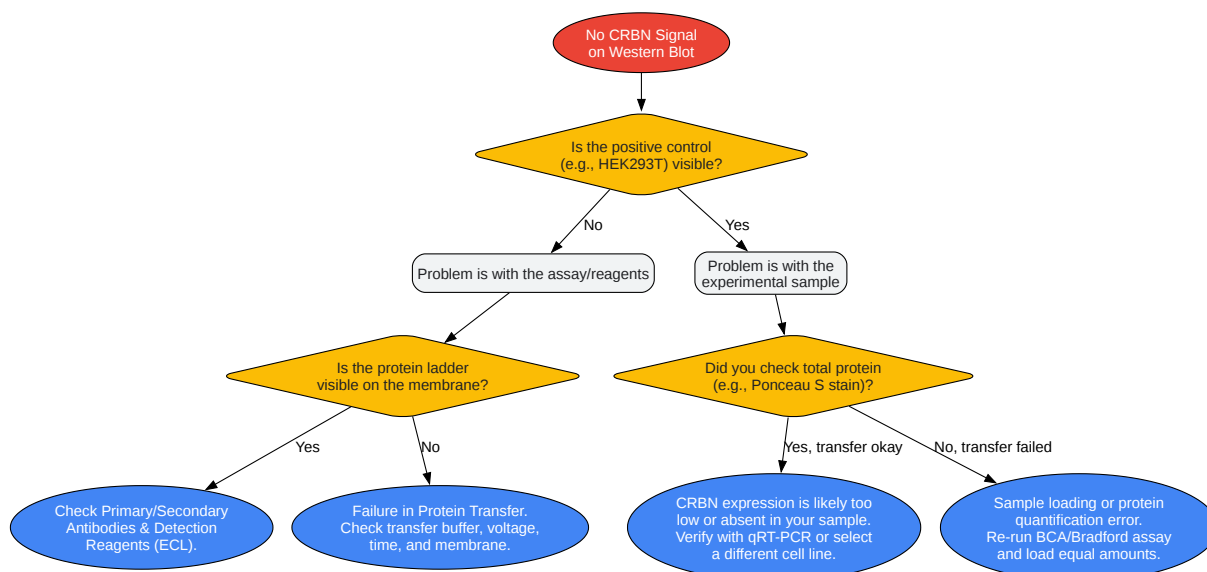 No CRBN Signal
on Western Blot
Is the positive control
(e.g., HEK293T) visible?
No
Yes
Problem is with the assay/reagents
Problem is with the
experimental sample
Is the protein ladder
visible on the membrane?
Did you check total protein
(e.g., Ponceau S stain)?
Yes
No
Yes, transfer okay
No, transfer failed
Check Primary/Secondary
Antibodies & Detection
Reagents (ECL).
Failure in Protein Transfer.
Check transfer buffer, voltage,
time, and membrane.
CRBN expression is likely too
low or absent in your sample.
Verify with qRT-PCR or select
a different cell line.
Sample loading or protein
quantification error.
Re-run BCA/Bradford assay
and load equal amounts.